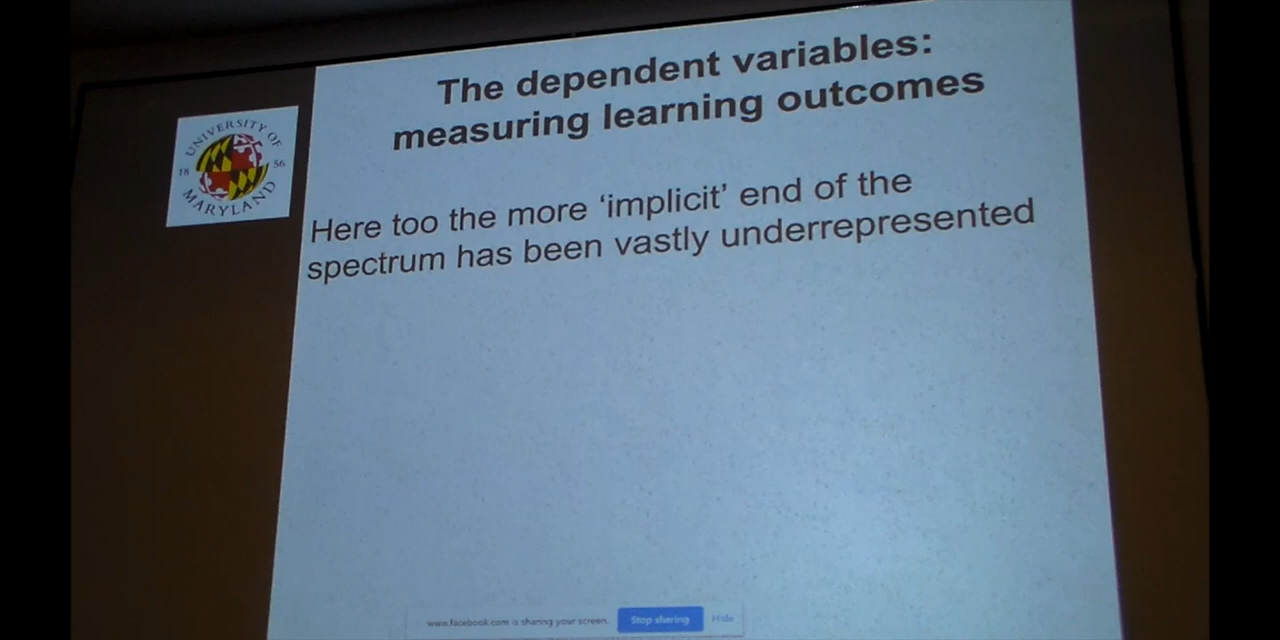 The dependent variables:
measuring learning outcomes
UNIVERSITY OF
18 56
MARYLAND
Here too the more ‘implicit’ end of the
spectrum has been vastly underrepresented
www.facebook.com is sharing your screen. Stop sharing Hide